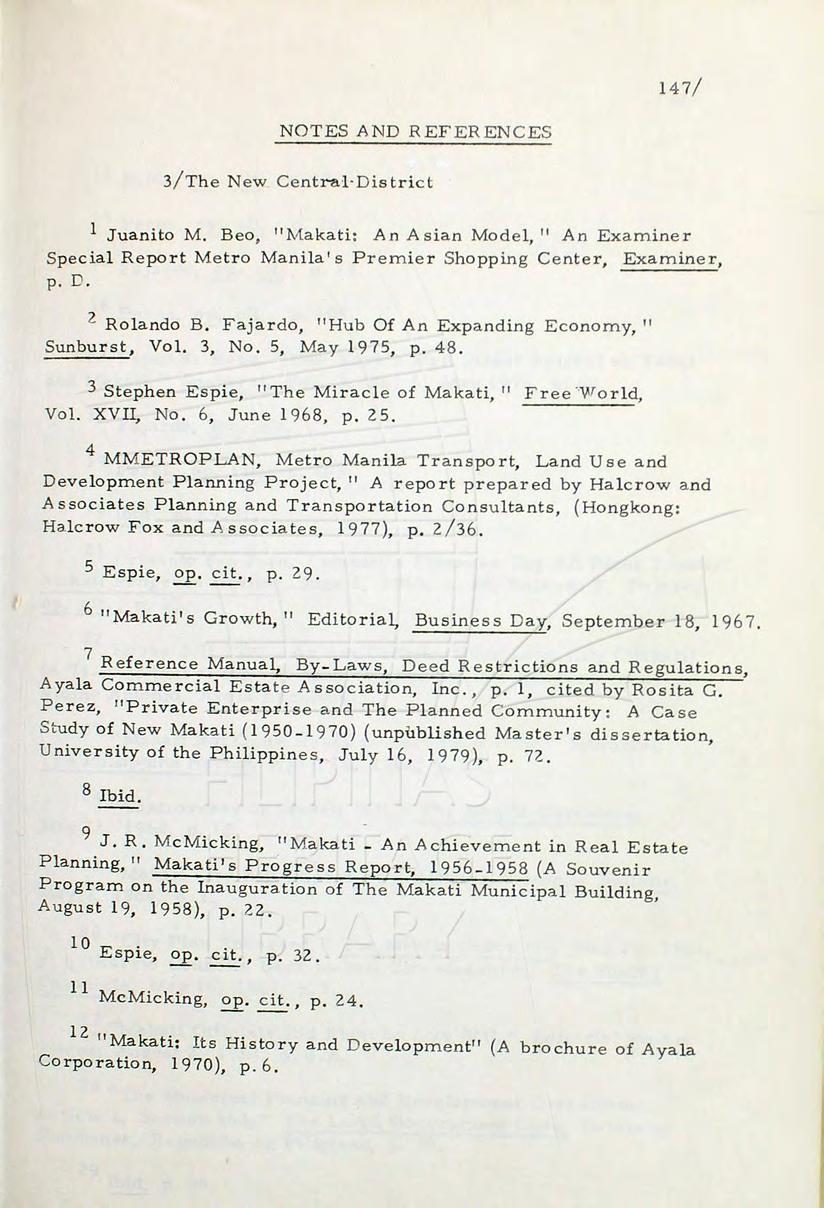 147/
NOTES AND REFERENCES
3/The New Central-District
1 Juanito M. Beo, "Makati: An Asian Model," An Examiner
Special Report Metro Manila's Premier Shopping Center, Examiner,
p. D.
2 Rolando B. Fajardo, "Hub Of An Expanding Economy, "
Sunburst, Vol. 3, No. 5, May 1975, p. 48.
3 Stephen Espie, "The Miracle of Makati, " Free World,
Vol. XVII, No. 6, June 1968, p. 25.
4 MMETROPLAN, Metro Manila Transport, Land Use and
Development Planning Project, " A report prepared by Halcrow and
Associates Planning and Transportation Consultants, (Hongkong:
Halcrow Fox and Associates, 1977), p. 2/36.
5 Espie, op. cit., p. 29.
6 "Makati's Growth, " Editorial, Business Day, September 18, 1967.
7 Reference Manual, By-Laws, Deed Restrictions and Regulations,
Ayala Commercial Estate Association, Inc., p. 1, cited by Rosita G.
Perez, "Private Enterprise and The Planned Community: A Case
Study of New Makati (1950-1970) (unpublished Master's dissertation,
University of the Philippines, July 16, 1979), p. 72.
8 Ibid.
9 J. R. McMicking, "Makati - An Achievement in Real Estate
Planning, " Makati's Progress Report, 1956-1958 (A Souvenir
Program on the Inauguration of The Makati Municipal Building,
August 19, 1958), p. 22.
10 Espie, op. cit., p. 32.
11 McMicking, op. cit., p. 24.
12 "Makati: Its History and Development" (A brochure of Ayala
Corporation, 1970), p. 6.
FILIPINAS
HERITAGE
LIBRARY